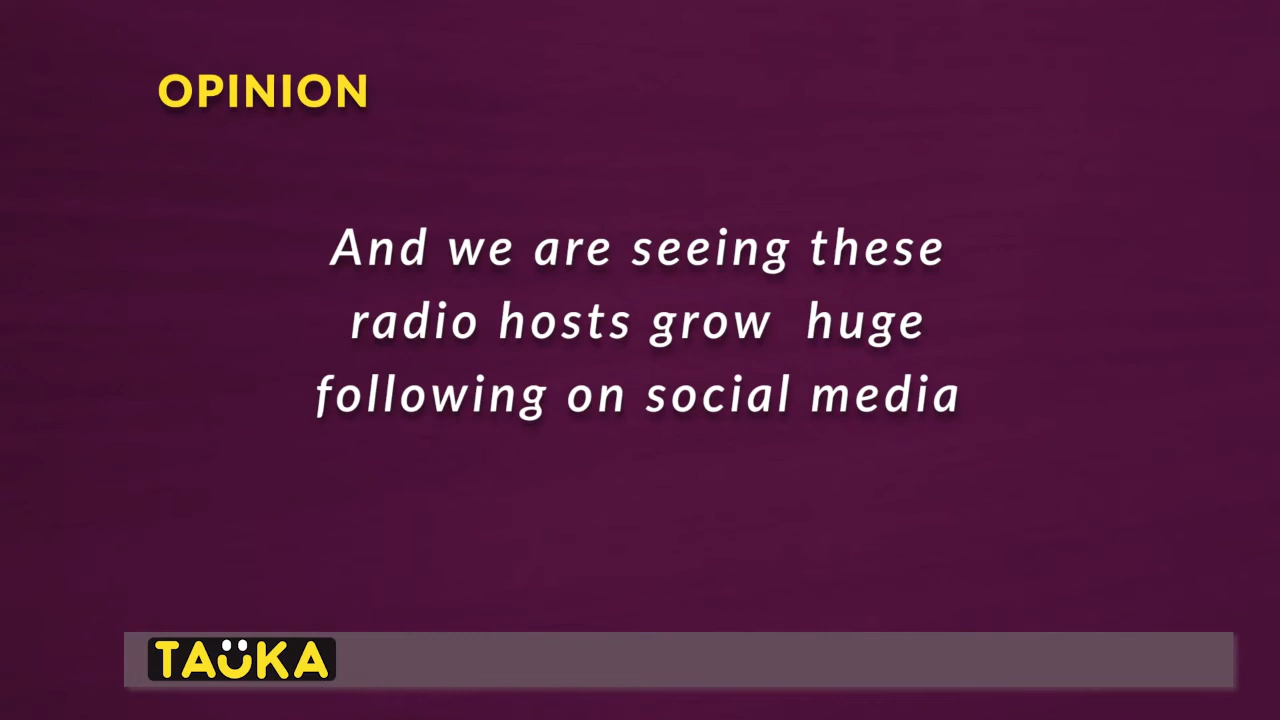 OPINION
And we are seeing these
radio hosts grow  huge
following on social media
TAÜKA